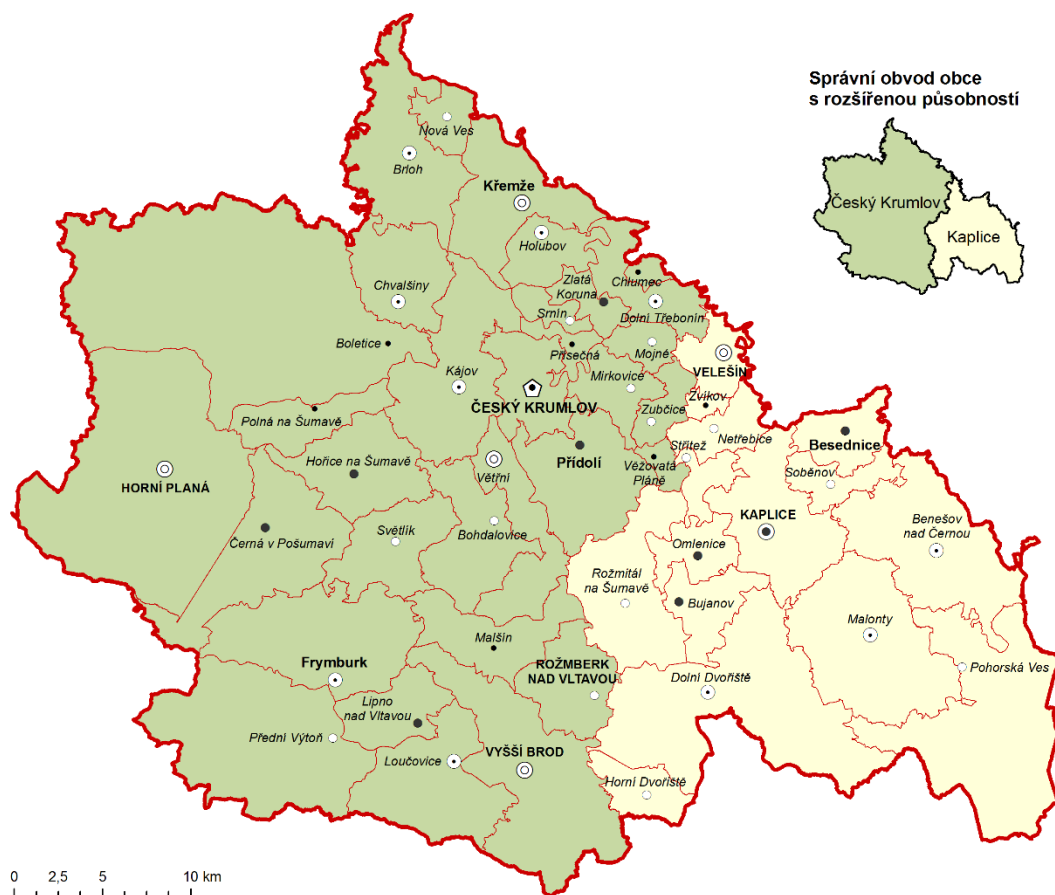 Správní obvod obce
s rozšířenou působností
Český Krumlov
Kaplice
Nová Ves
Brloh
Křemže
Holubov
Chlumec
Zlatá
Koruna
Chvalšiny
Srnín
Dolní Třebonín
Boletice
Přísečná
Mojné
VELEŠÍN
Kájov
Mirkovice
Zvíkov
ČESKÝ KRUMLOV
Zubčice
Polná na Šumavě
Netřebice
Besednice
Střítež
Hořice na Šumavě
Přídolí
Věžovatá
Pláně
Soběnov
Větřní
HORNÍ PLANÁ
KAPLICE
Černá v Pošumaví
Světlík
Bohdalovice
Benešov
nad Černou
Omlenice
Rožmitál
na Šumavě
Bujanov
Malšín
Malonty
Frymburk
ROŽMBERK
NAD VLTAVOU
Dolní Dvořiště
Pohorská Ves
Lipno
nad Vltavou
Přední Výtoň
Loučovice
VYŠŠÍ BROD
Horní Dvořiště
0 2,5 5 10 km